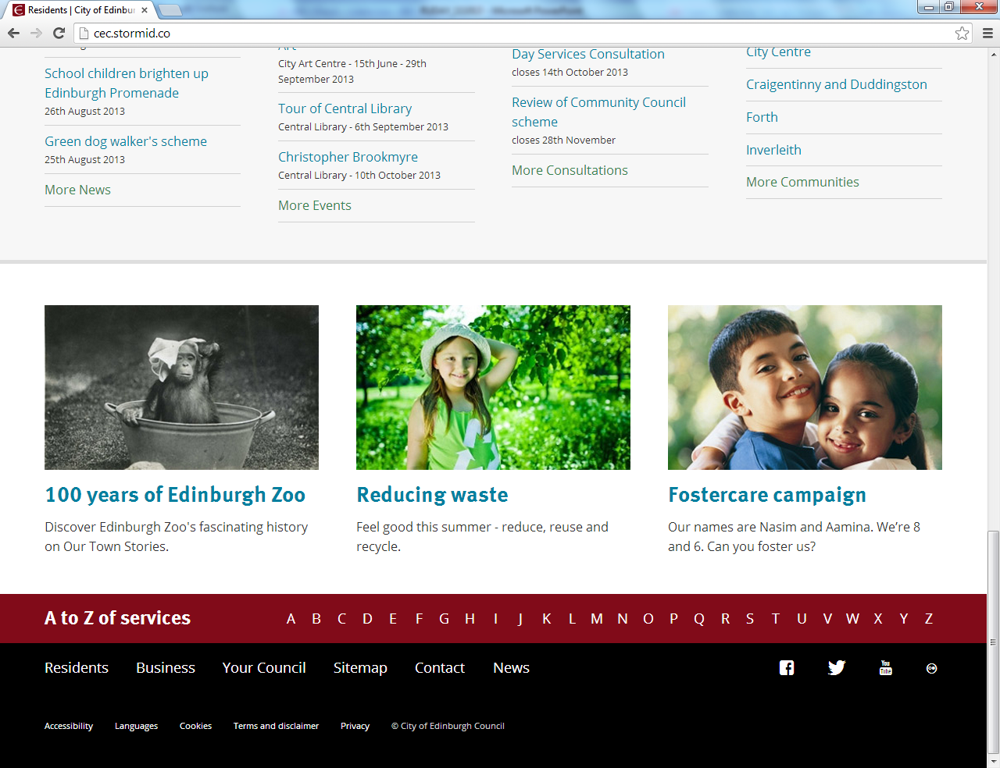 Residents | City of Edinbu
cec.stormid.co
School children brighten up
Edinburgh Promenade
26th August 2013
Green dog walker's scheme
25th August 2013
More News
Art
City Art Centre - 15th June - 29th
September 2013
Tour of Central Library
Central Library - 6th September 2013
Christopher Brookmyre
Central Library - 10th October 2013
More Events
Day Services Consultation
closes 14th October 2013
Review of Community Council
scheme
closes 28th November
More Consultations
City Centre
Craigentinny and Duddingston
Forth
Inverleith
More Communities
100 years of Edinburgh Zoo
Discover Edinburgh Zoo's fascinating history
on Our Town Stories.
Reducing waste
Feel good this summer - reduce, reuse and
recycle.
Fostercare campaign
Our names are Nasim and Aamina. We’re 8
and 6. Can you foster us?
A to Z of services
A B C D E F G H I J K L M N O P Q R S T U V W X Y Z
Residents Business Your Council Sitemap Contact News
You
Tube
Accessibility Languages Cookies Terms and disclaimer Privacy © City of Edinburgh Council